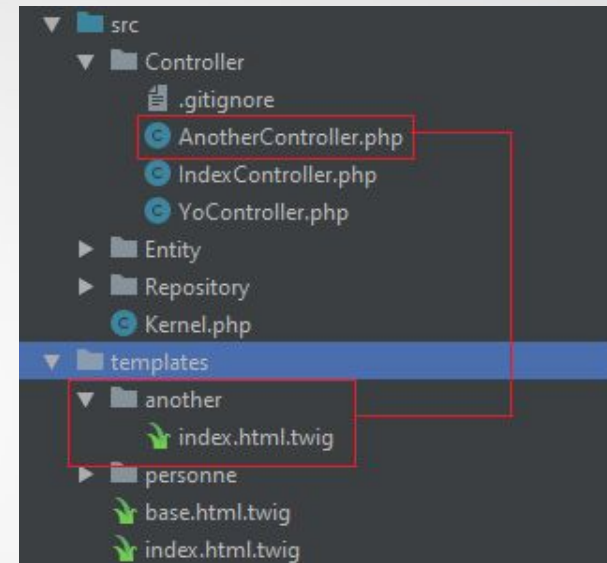 src
Controller
.gitignore
AnotherController.php
IndexController.php
YoController.php
Entity
Repository
Kernel.php
templates
another
index.html.twig
personne
base.html.twig
index.html.twig